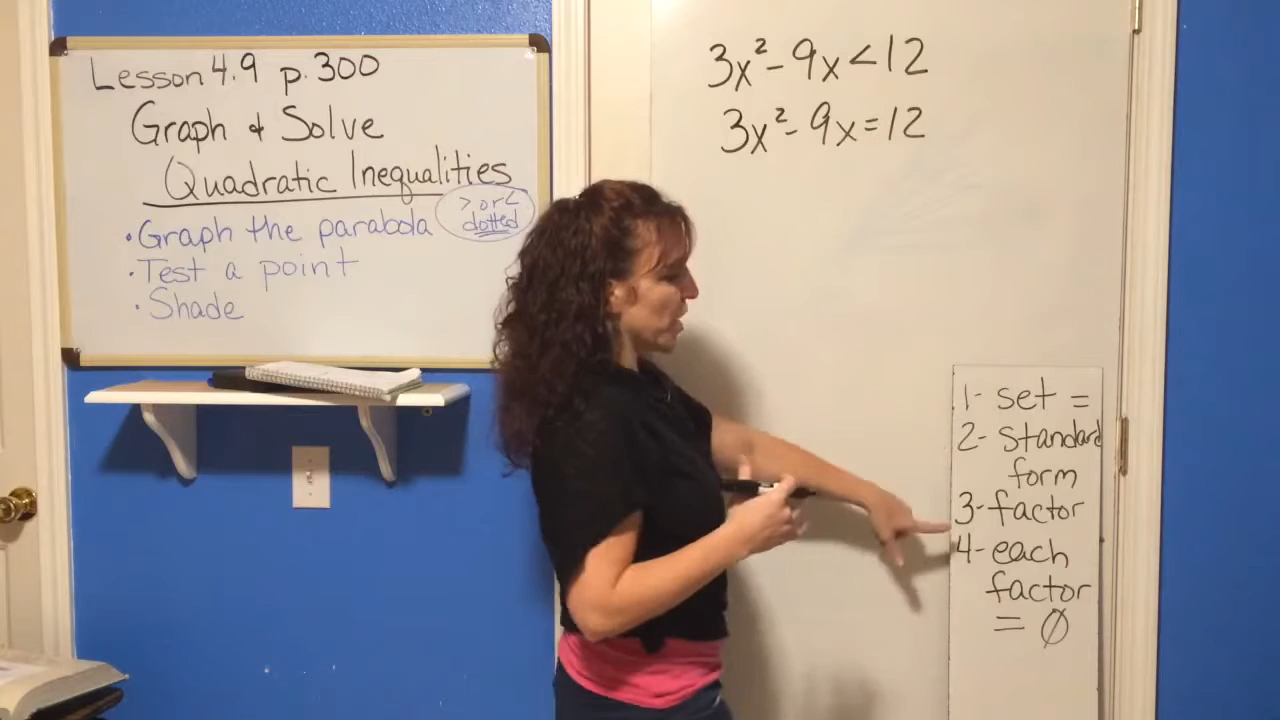 Lesson 4.9 p.300
Graph & Solve
Quadratic Inequalities
• Graph the parabola
> or <
dotted
• Test a point
• Shade
3x² - 9x < 12
3x² - 9x = 12
1- set =
2- standard
form
3- factor
4- each
factor
= Ø